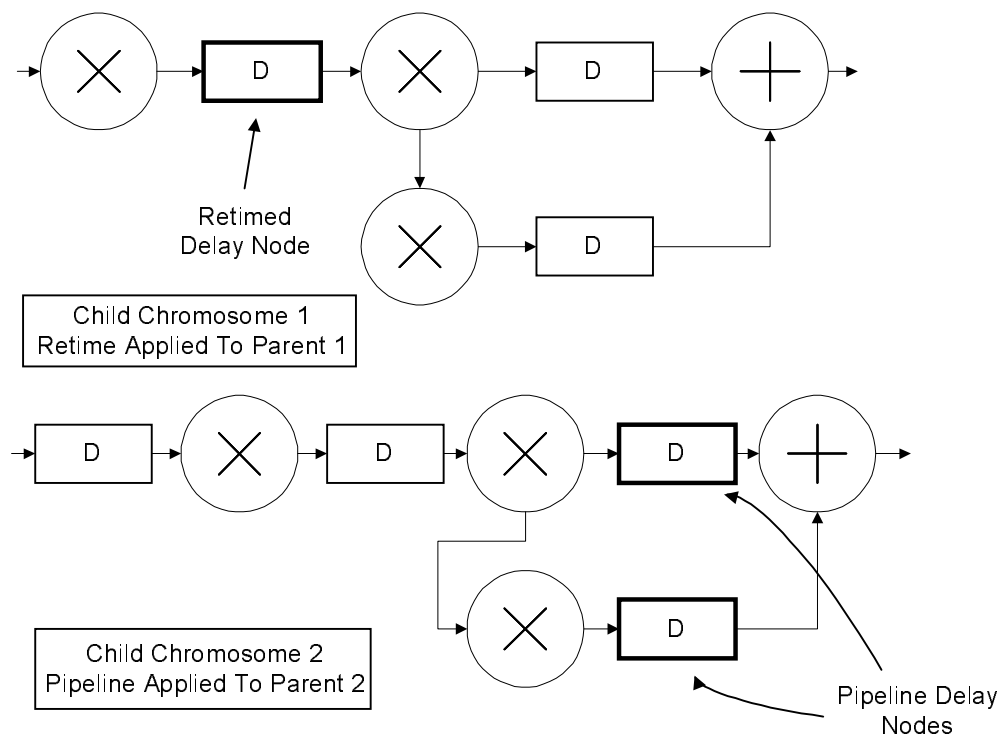 D
D
Retimed
Delay Node
D
Child Chromosome 1
Retime Applied To Parent 1
D
D
D
D
Child Chromosome 2
Pipeline Applied To Parent 2
Pipeline Delay
Nodes